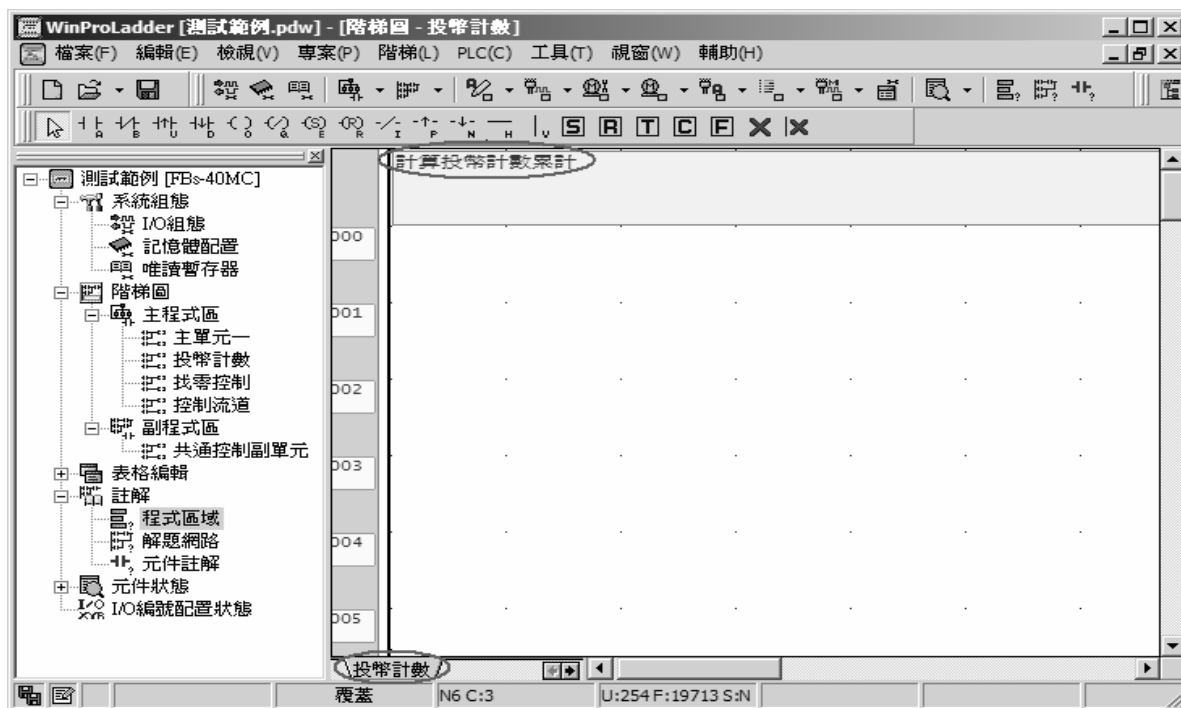 WinProLadder [測試範例.pdw] - [階梯圖 - 投幣計數]
檔案(F) 編輯(E) 檢視(V) 專案(P) 階梯(L) PLC(C) 工具(T) 視窗(W) 輔助(H)
A B U D O Q E R I P N H V S R T C F
測試範例 [FBs-40MC]
系統組態
I/O組態
記憶體配置
唯讀暫存器
階梯圖
主程式區
主單元一
投幣計數
找零控制
控制流道
副程式區
共通控制副單元
表格編輯
註解
程式區域
解題網路
元件註解
元件狀態
I/O編號配置狀態
計算投幣計數累計
000
001
002
003
004
005
投幣計數
覆蓋 N6 C:3 U:254 F:19713 S:N